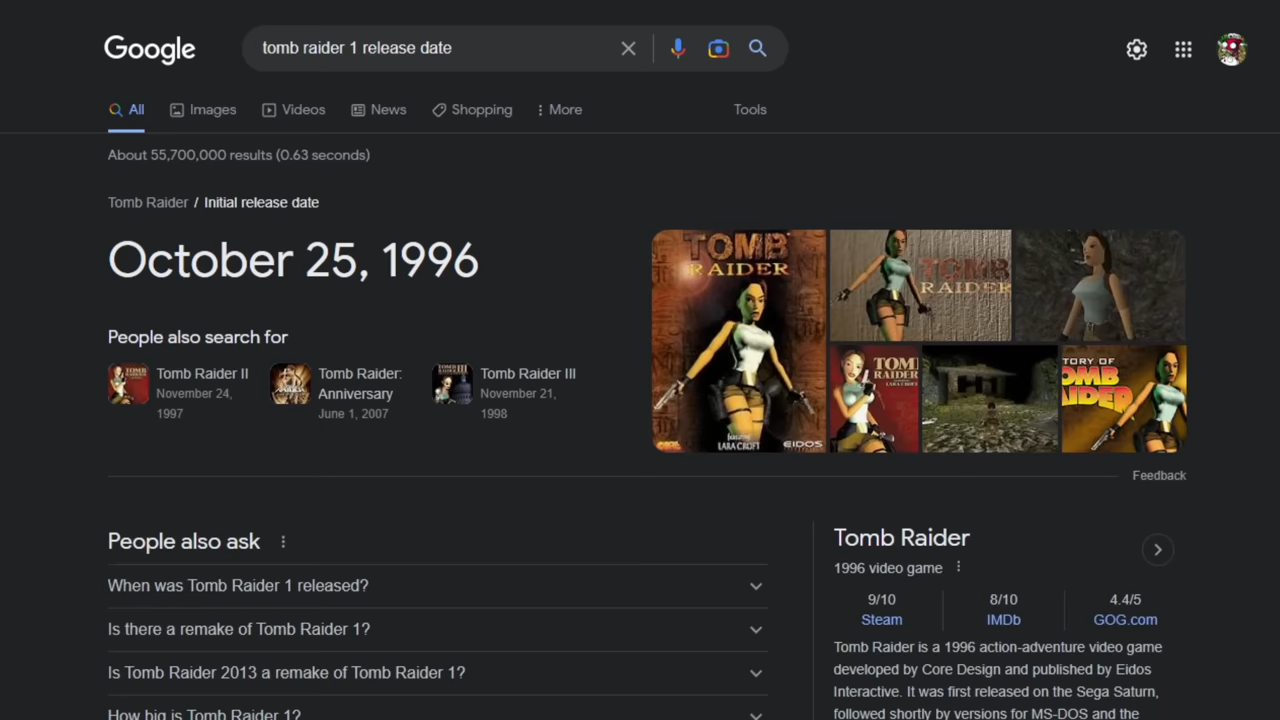 Google
tomb raider 1 release date
All
Images
Videos
News
Shopping
More
Tools
About 55,700,000 results (0.63 seconds)
Tomb Raider / Initial release date
October 25, 1996
People also search for
Tomb Raider II
November 24,
1997
Tomb Raider:
Anniversary
June 1, 2007
Tomb Raider III
November 21,
1998
TOMB
RAIDER
LARA CROFT
EIDOS
TOMB
RAIDER
TOMB
RAIDER
Feedback
People also ask
When was Tomb Raider 1 released?
Is there a remake of Tomb Raider 1?
Is Tomb Raider 2013 a remake of Tomb Raider 1?
How big is Tomb Raider 1?
Tomb Raider
1996 video game
9/10
Steam
8/10
IMDb
4.4/5
GOG.com
Tomb Raider is a 1996 action-adventure video game
developed by Core Design and published by Eidos
Interactive. It was first released on the Sega Saturn,
followed shortly by versions for MS-DOS and the